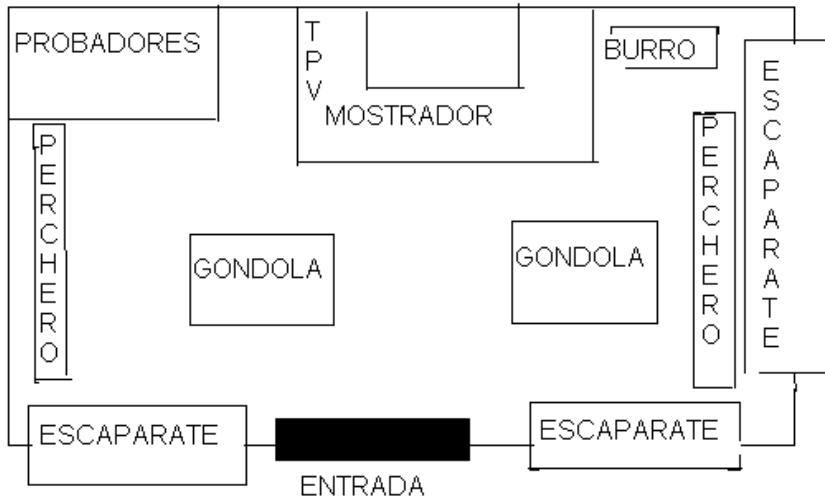 PROBADORES
TPV
MOSTRADOR
BURRO
ESCAPARATE
PERCHERO
PERCHERO
GONDOLA
GONDOLA
ESCAPARATE
ESCAPARATE
ENTRADA